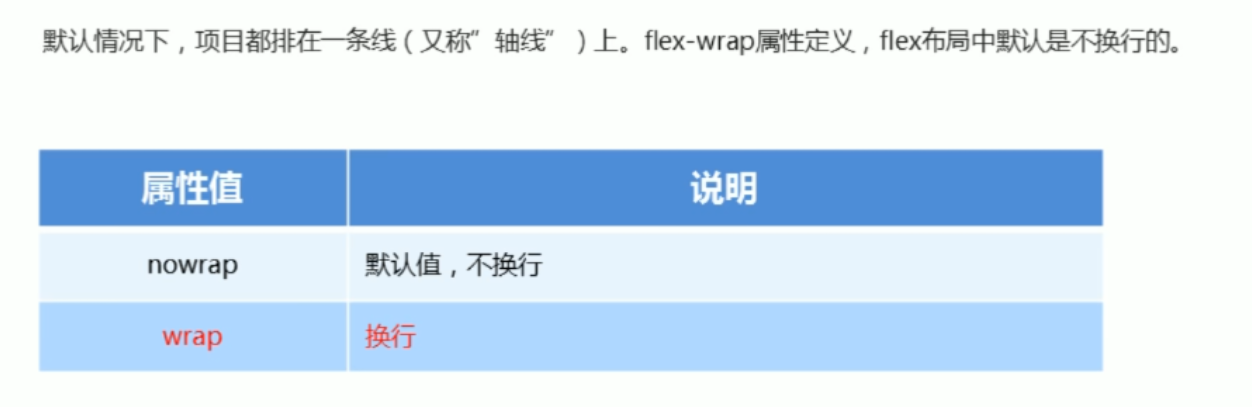 默认情况下，项目都排在一条线（又称”轴线”）上。flex-wrap属性定义，flex布局中默认是不换行的。
属性值 说明
nowrap 默认值，不换行
wrap 换行